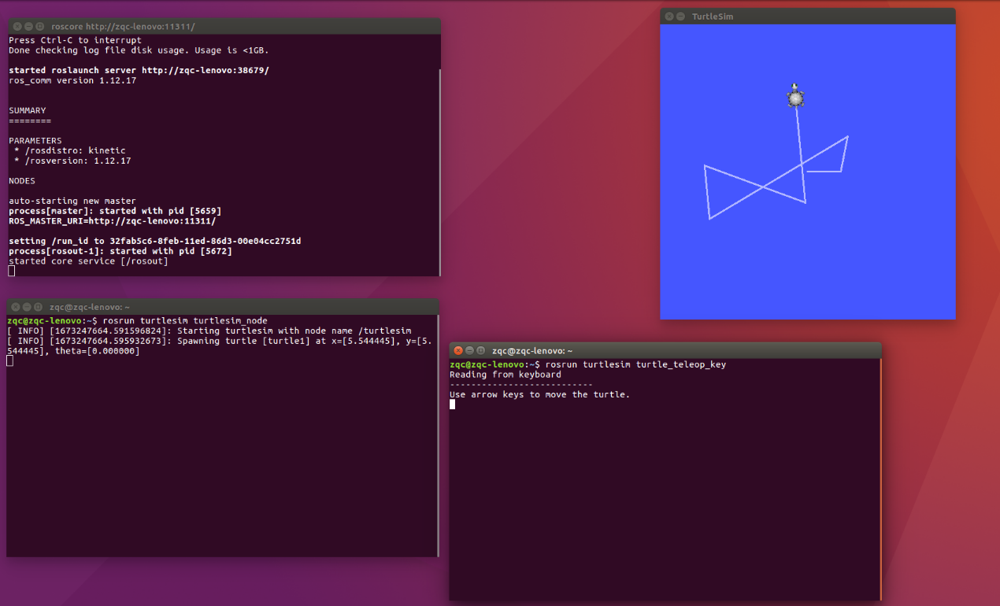 roscore http://zqc-lenovo:11311/
Press Ctrl-C to interrupt
Done checking log file disk usage. Usage is <1GB.
started roslaunch server http://zqc-lenovo:38679/
ros_comm version 1.12.17
SUMMARY
========
PARAMETERS
 * /rosdistro: kinetic
 * /rosversion: 1.12.17
NODES
auto-starting new master
process[master]: started with pid [5659]
ROS_MASTER_URI=http://zqc-lenovo:11311/
setting /run_id to 32fab5c6-8feb-11ed-86d3-00e04cc2751d
process[rosout-1]: started with pid [5672]
started core service [/rosout]
TurtleSim
zqc@zqc-lenovo: ~
zqc@zqc-lenovo:~$ rosrun turtlesim turtlesim_node
[ INFO] [1673247664.591596824]: Starting turtlesim with node name /turtlesim
[ INFO] [1673247664.595932673]: Spawning turtle [turtle1] at x=[5.544445], y=[5.
544445], theta=[0.000000]
zqc@zqc-lenovo: ~
zqc@zqc-lenovo:~$ rosrun turtlesim turtle_teleop_key
Reading from keyboard
---------------------------
Use arrow keys to move the turtle.